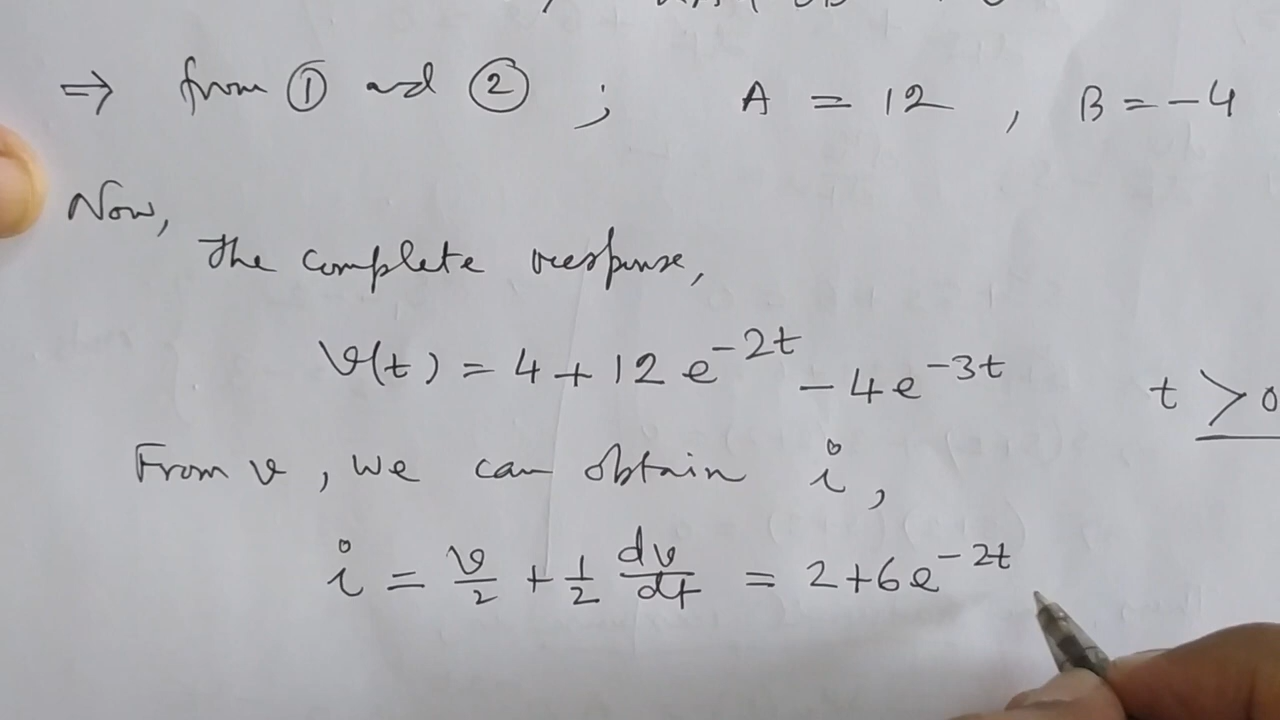 ⇒ from ① and ② ; A = 12 , B = -4
Now,
the complete response,
v(t) = 4 + 12 e^{-2t} - 4e^{-3t} t > 0
From v, we can obtain i,
i = v/2 + 1/2 dv/dt = 2 + 6e^{-2t}